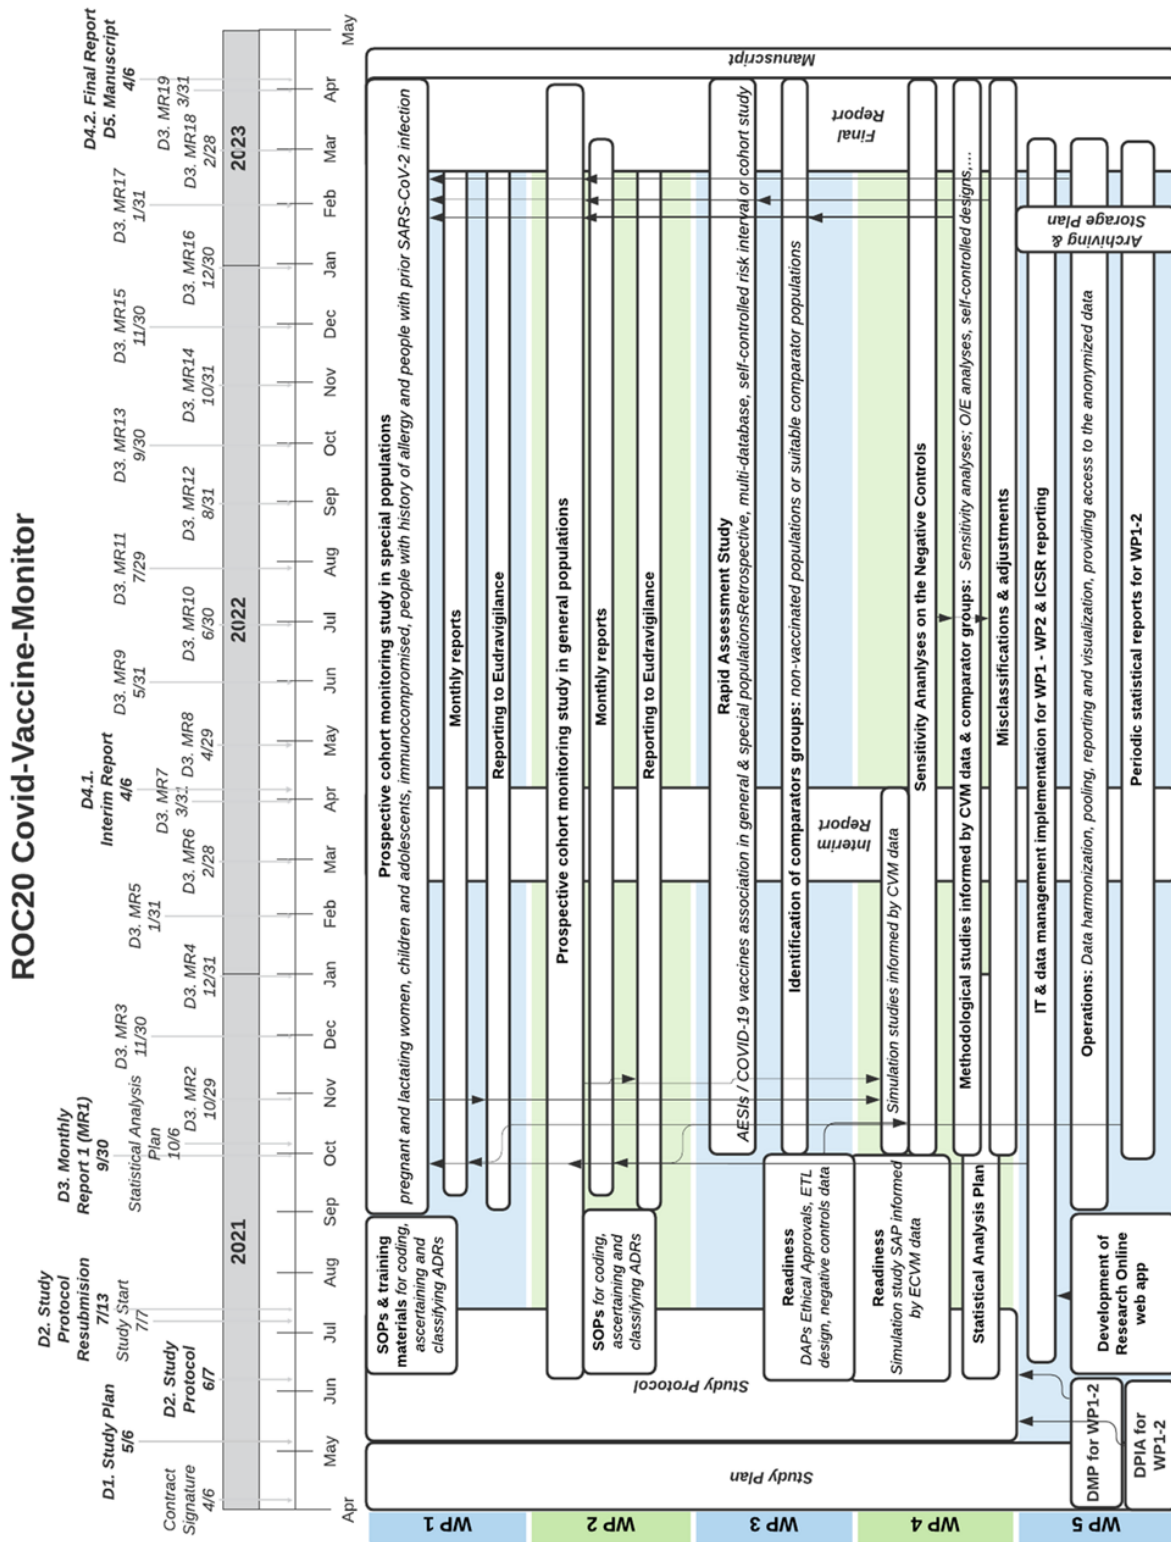 ROC20 Covid-Vaccine-Monitor
Contract
Signature
4/6
D1. Study Plan
5/6
D2. Study
Protocol
6/7
D2. Study
Protocol
Resubmission
7/13
Study Start
7/7
D3. Monthly
Report 1 (MR1)
9/30
Statistical Analysis
Plan
10/6
D3. MR2
10/29
D3. MR3
11/30
D3. MR4
12/31
D3. MR5
1/31
D3. MR6
2/28
D4.1.
Interim Report
4/6
D3. MR7
3/31
D3. MR8
4/29
D3. MR9
5/31
D3. MR10
6/30
D3. MR11
7/29
D3. MR12
8/31
D3. MR13
9/30
D3. MR14
10/31
D3. MR15
11/30
D3. MR16
12/30
D3. MR17
1/31
D3. MR18
2/28
D3. MR19
3/31
D4.2. Final Report
D5. Manuscript
4/6
2021
2022
2023
Apr
May
Jun
Jul
Aug
Sep
Oct
Nov
Dec
Jan
Feb
Mar
Apr
May
Jun
Jul
Aug
Sep
Oct
Nov
Dec
Jan
Feb
Mar
Apr
May
WP 1
WP 2
WP 3
WP 4
WP 5
Study Plan
Study Protocol
Interim
Report
Final
Report
Manuscript
SOPs & training
materials for coding,
ascertaining and
classifying ADRs
Prospective cohort monitoring study in special populations
pregnant and lactating women, children and adolescents, immunocompromised, people with history of allergy and people with prior SARS-CoV-2 infection
Monthly reports
Reporting to Eudravigilance
Prospective cohort monitoring study in general populations
SOPs for coding,
ascertaining and
classifying ADRs
Monthly reports
Reporting to Eudravigilance
Rapid Assessment Study
AESIs / COVID-19 vaccines association in general & special populationsRetrospective, multi-database, self-controlled risk interval or cohort study
Readiness
DAPs Ethical Approvals, ETL
design, negative controls data
Identification of comparators groups: non-vaccinated populations or suitable comparator populations
Readiness
Simulation study SAP informed
by ECVM data
Simulation studies informed by CVM data
Sensitivity Analyses on the Negative Controls
Statistical Analysis Plan
Methodological studies informed by CVM data & comparator groups: Sensitivity analyses; O/E analyses, self-controlled designs,...
Misclassifications & adjustments
IT & data management implementation for WP1 - WP2 & ICSR reporting
Archiving &
Storage Plan
DMP for WP1-2
Development of
Research Online
web app
Operations: Data harmonization, pooling, reporting and visualization, providing access to the anonymized data
DPIA for
WP1-2
Periodic statistical reports for WP1-2